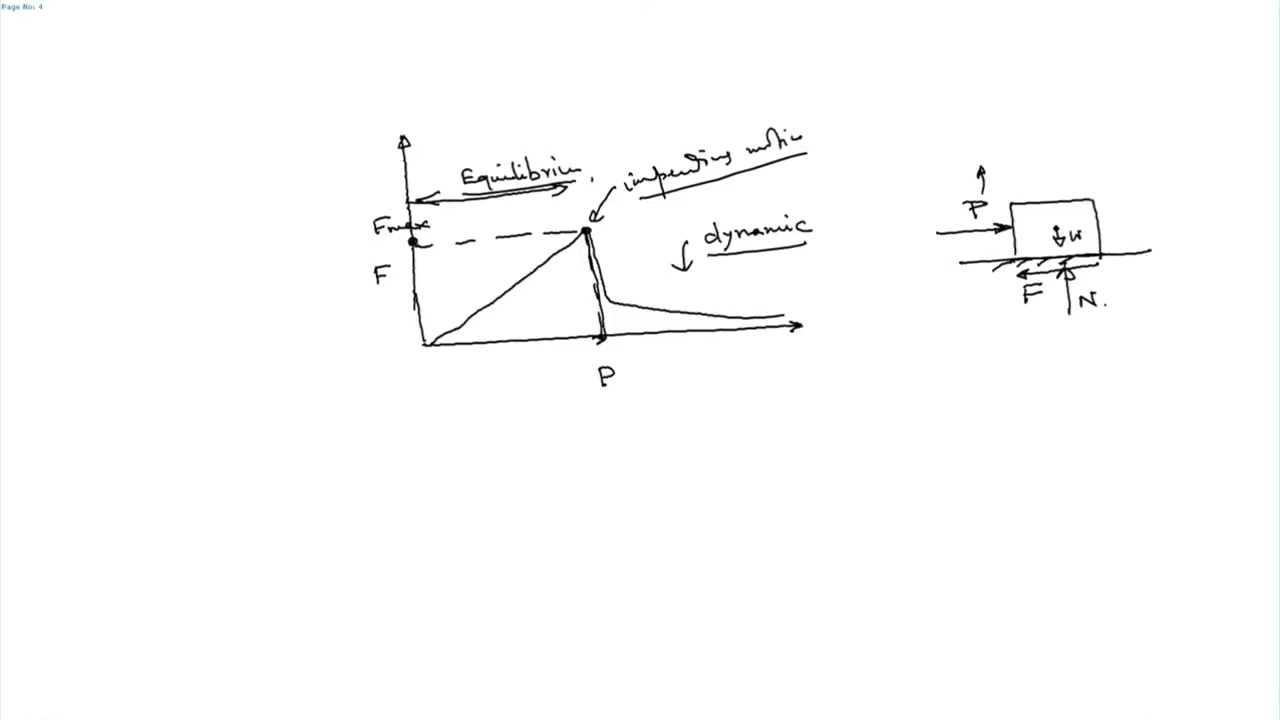 Page No: 4
Equilibrium.
impending motion
Fmax
dynamic
F
P
P
W
F
N.